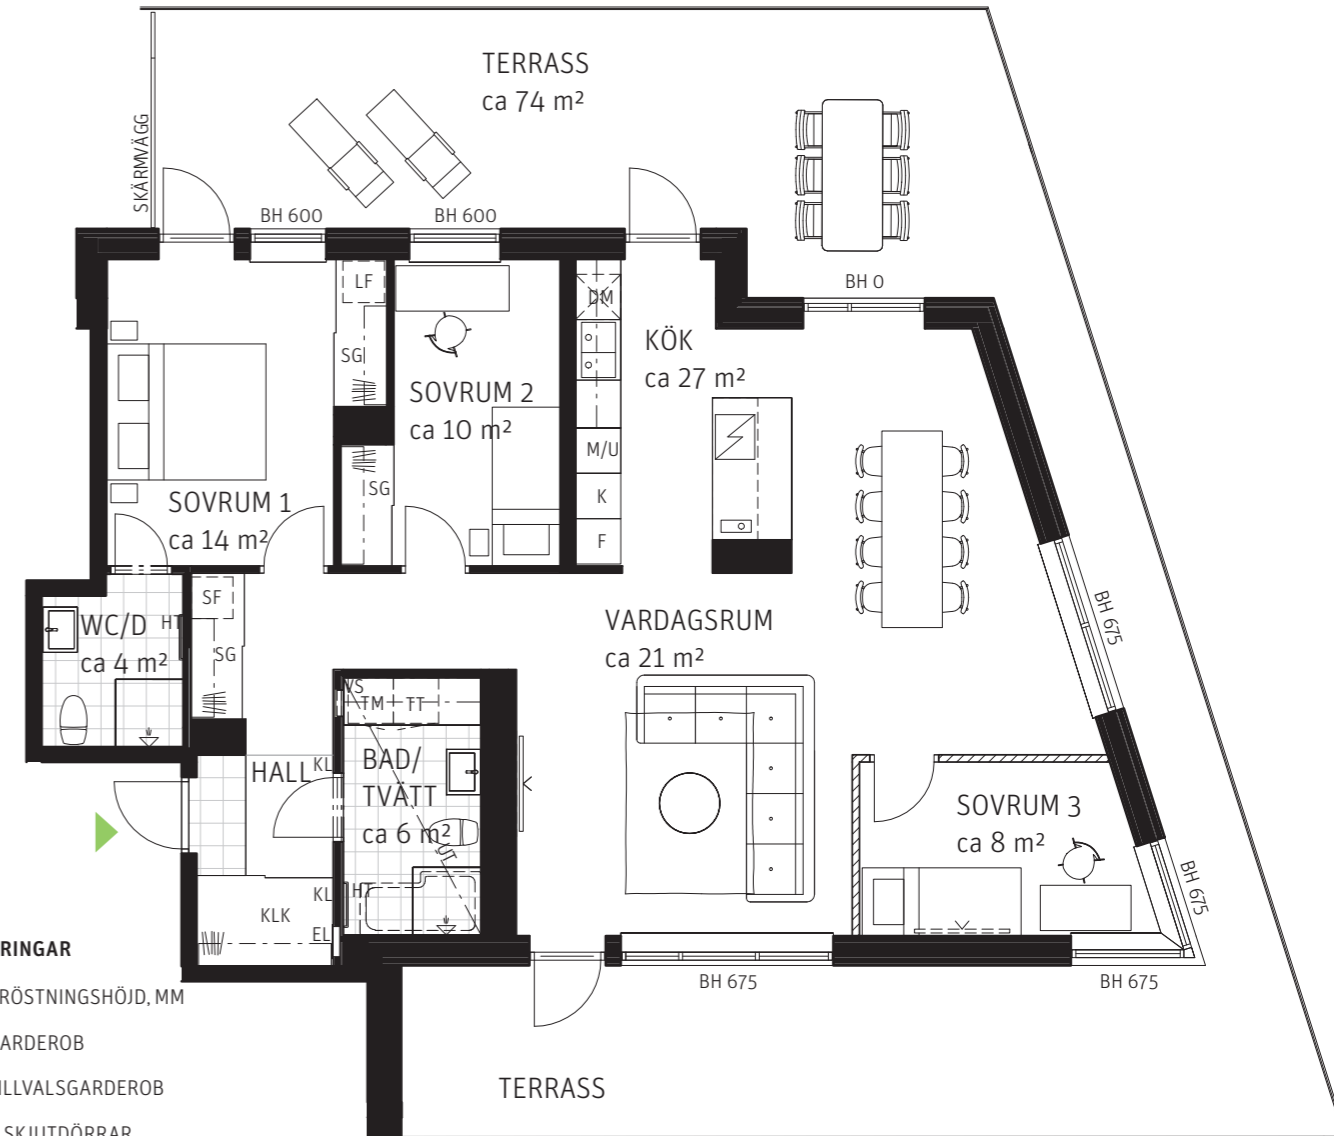 TERRASS
ca 74 m²
SKÄRMVÄGG
BH 600
BH 600
BH 0
LF
DM
SG
KÖK
ca 27 m²
SOVRUM 2
ca 10 m²
M/U
SG
K
F
SOVRUM 1
ca 14 m²
SF
WC/D
HT
ca 4 m²
SG
VARDAGSRUM
ca 21 m²
BH 675
VS
TM
TT
HALL
KL
BAD/
TVÄTT
ca 6 m²
UT
SOVRUM 3
ca 8 m²
BH 675
KL
HT
KLK
EL
BH 675
BH 675
RINGAR
RÖSTNINGSHÖJD, MM
ARDEROB
ILLVALSGARDEROB
SKJUTDÖRRAR
TERRASS